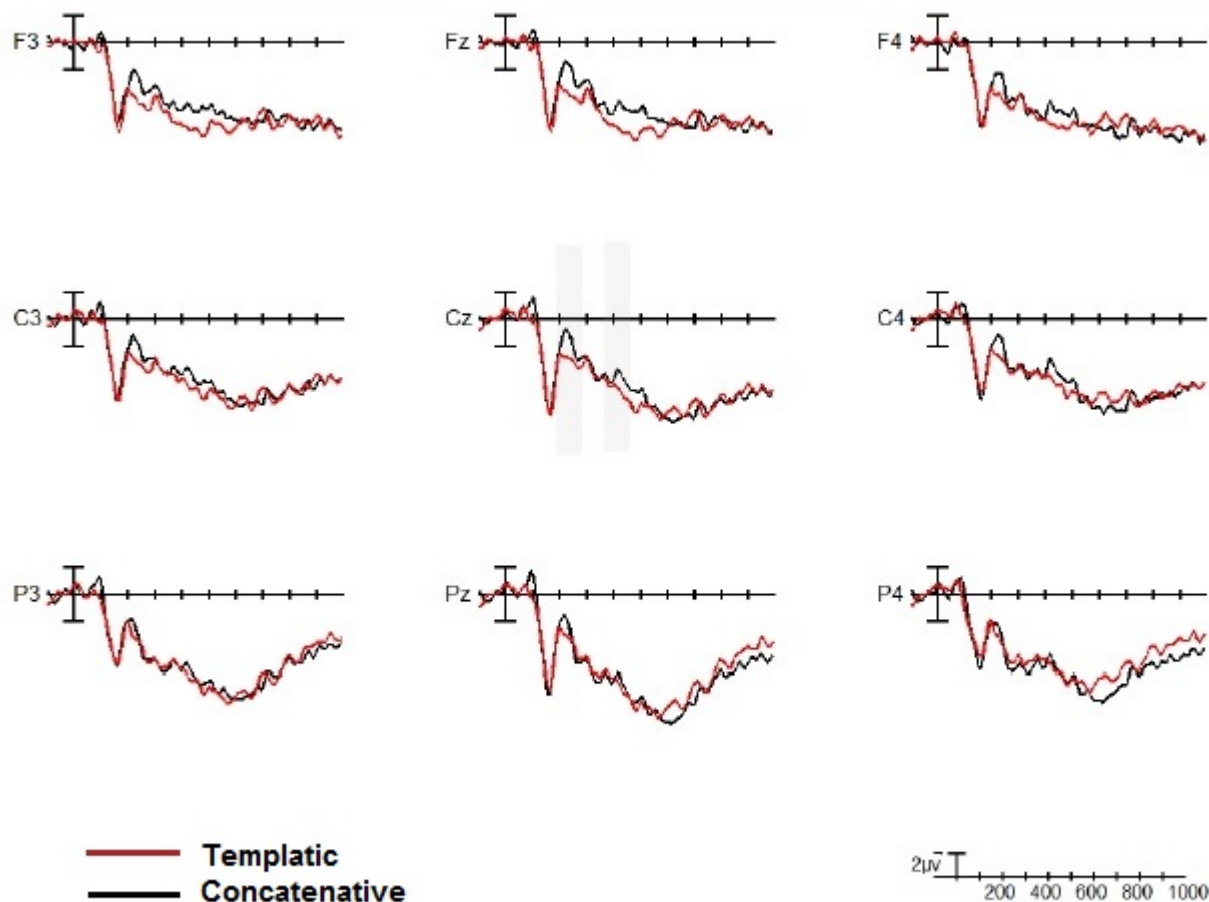 F3 Fz F4
C3 Cz C4
P3 Pz P4
Templatic
Concatenative
2μv
200 400 600 800 1000